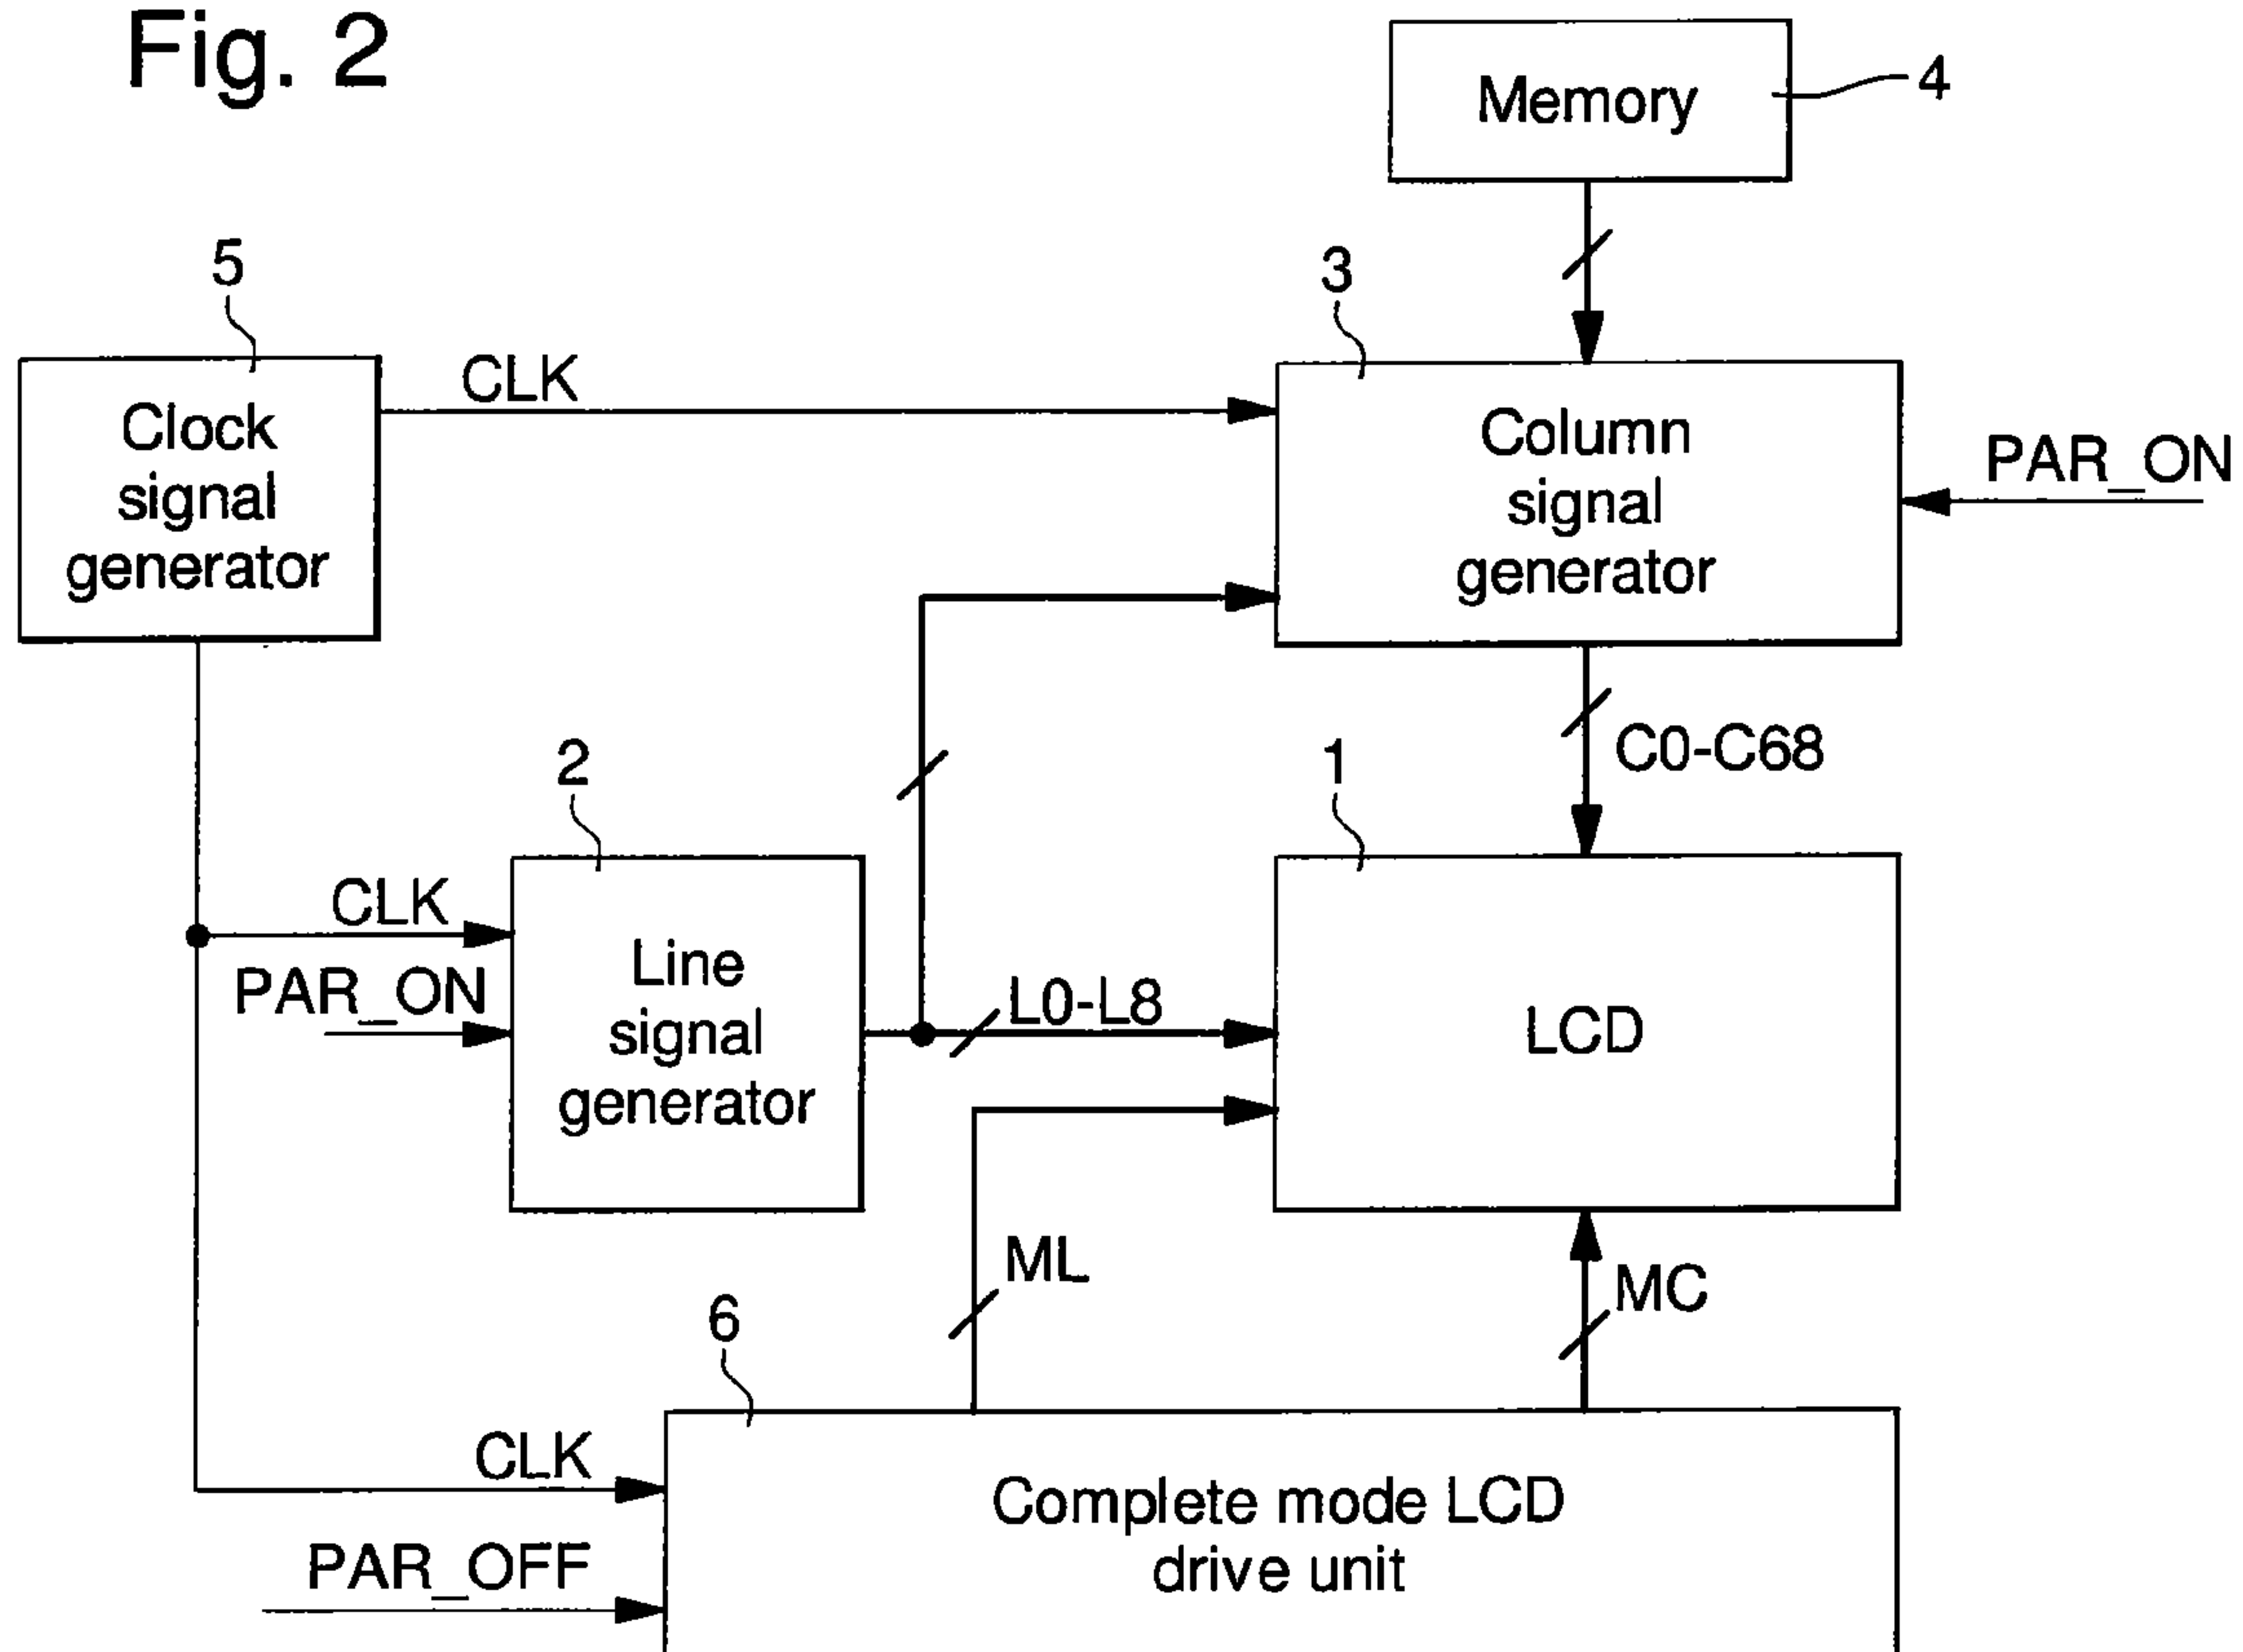 Fig. 2
Memory
4
5
3
Clock
signal
generator
CLK
Column
signal
generator
PAR_ON
C0-C68
2
1
CLK
PAR_ON
Line
signal
generator
L0-L8
LCD
ML
MC
6
CLK
PAR_OFF
Complete mode LCD
drive unit